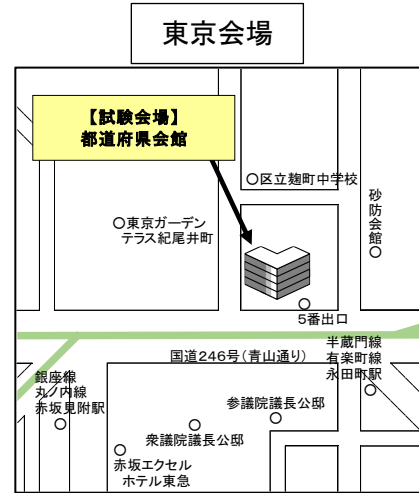 東京会場
【試験会場】
都道府県会館
○区立麹町中学校
砂防会館○
○東京ガーデン
テラス紀尾井町
○
5番出口
国道246号(青山通り)
半蔵門線
有楽町線
永田町駅
○
銀座線
丸ノ内線
赤坂見附駅
○
参議院議長公邸
○
○
衆議院議長公邸
○
赤坂エクセル
ホテル東急